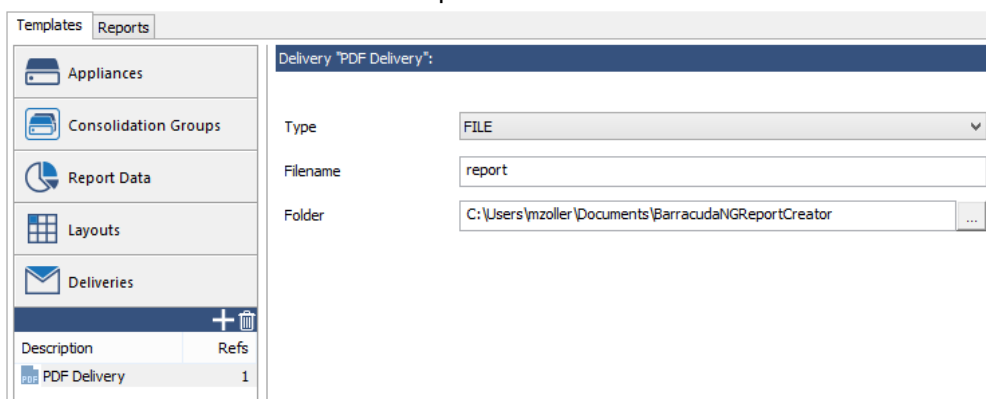 Templates Reports
Appliances
Consolidation Groups
Report Data
Layouts
Deliveries
Description Refs
PDF PDF Delivery 1
Delivery "PDF Delivery":
Type FILE
Filename report
Folder C:\Users\mzoller\Documents\BarracudaNGReportCreator ...